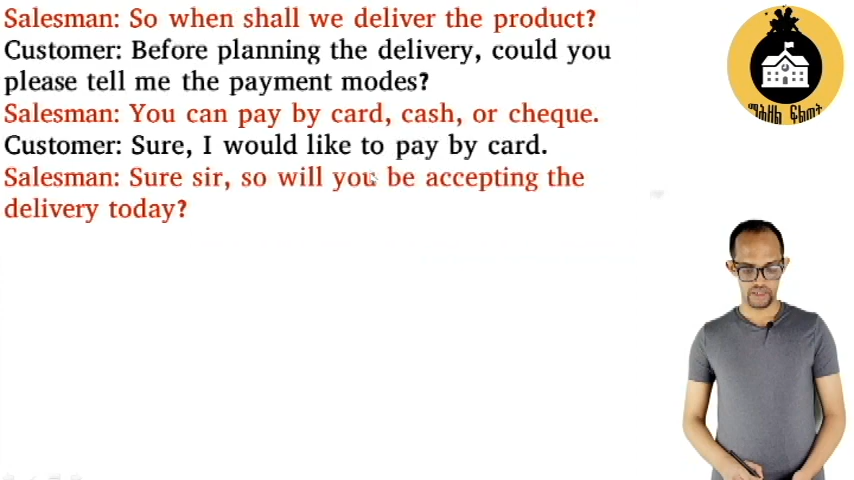 Salesman: So when shall we deliver the product?
Customer: Before planning the delivery, could you
please tell me the payment modes?
Salesman: You can pay by card, cash, or cheque.
Customer: Sure, I would like to pay by card.
Salesman: Sure sir, so will you be accepting the
delivery today?
ማሕዘል ፍልጠት